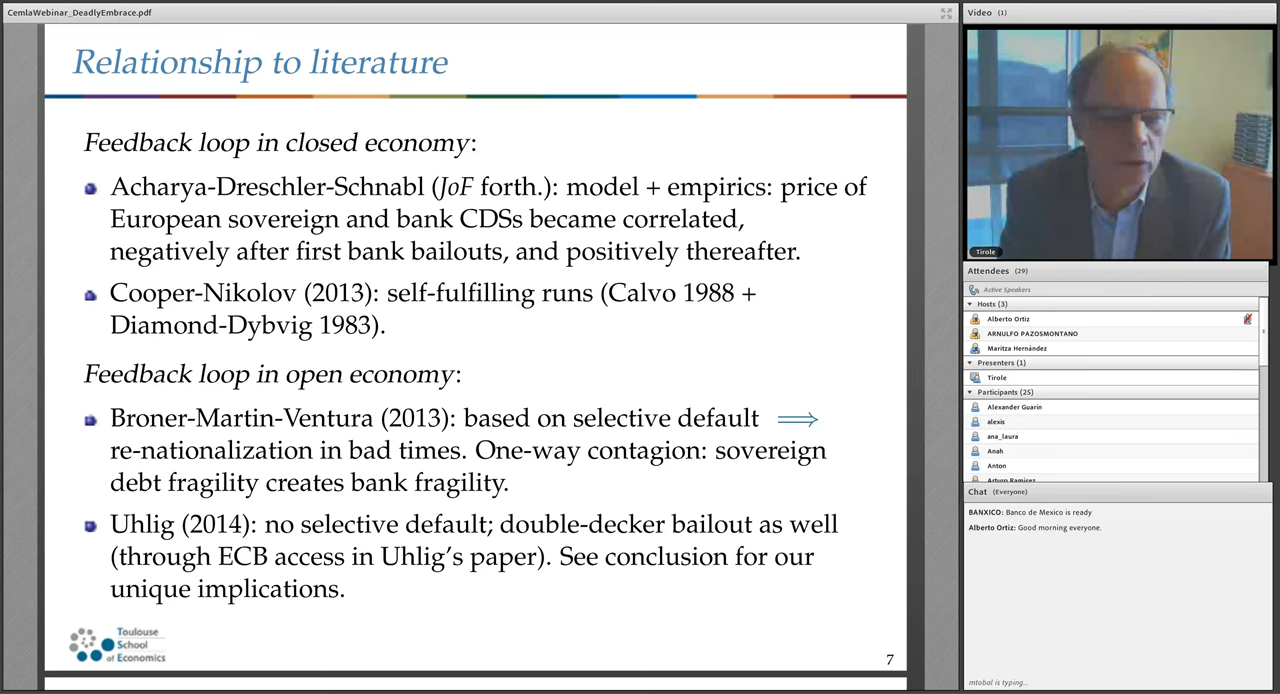 CemlaWebinar_DeadlyEmbrace.pdf
Relationship to literature
Feedback loop in closed economy:
Acharya-Dreschler-Schnabl (JoF forth.): model + empirics: price of
European sovereign and bank CDSs became correlated,
negatively after first bank bailouts, and positively thereafter.
Cooper-Nikolov (2013): self-fulfilling runs (Calvo 1988 +
Diamond-Dybvig 1983).
Feedback loop in open economy:
Broner-Martin-Ventura (2013): based on selective default ⟹
re-nationalization in bad times. One-way contagion: sovereign
debt fragility creates bank fragility.
Uhlig (2014): no selective default; double-decker bailout as well
(through ECB access in Uhlig's paper). See conclusion for our
unique implications.
Toulouse
School
of Economics
7
Video (1)
Tirole
Attendees (29)
Active Speakers
Hosts (3)
Alberto Ortiz
ARNULFO PAZOSMONTANO
Maritza Hernández
Presenters (1)
Tirole
Participants (25)
Alexander Guarin
alexis
ana_laura
Anah
Anton
Arturo Ramirez
Chat (Everyone)
BANXICO: Banco de Mexico is ready
Alberto Ortiz: Good morning everyone.
mtobal is typing...